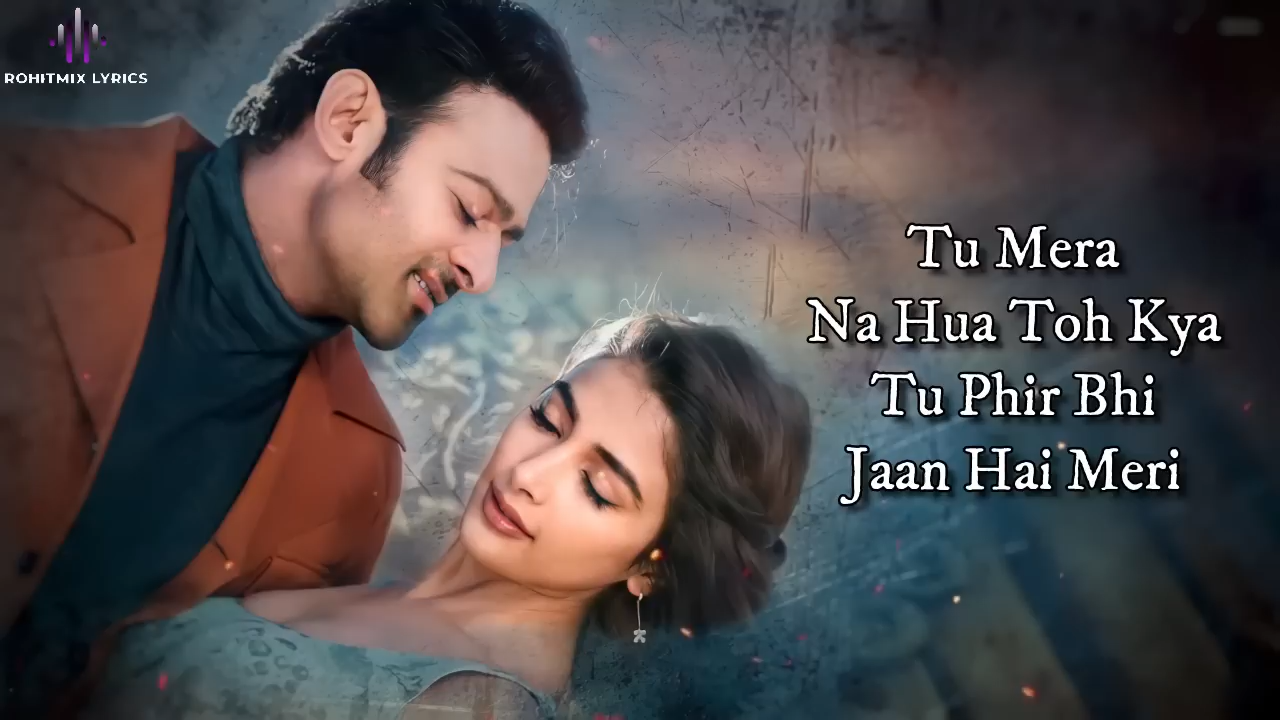 ROHITMIX LYRICS
Tu Mera
Na Hua Toh Kya
Tu Phir Bhi
Jaan Hai Meri